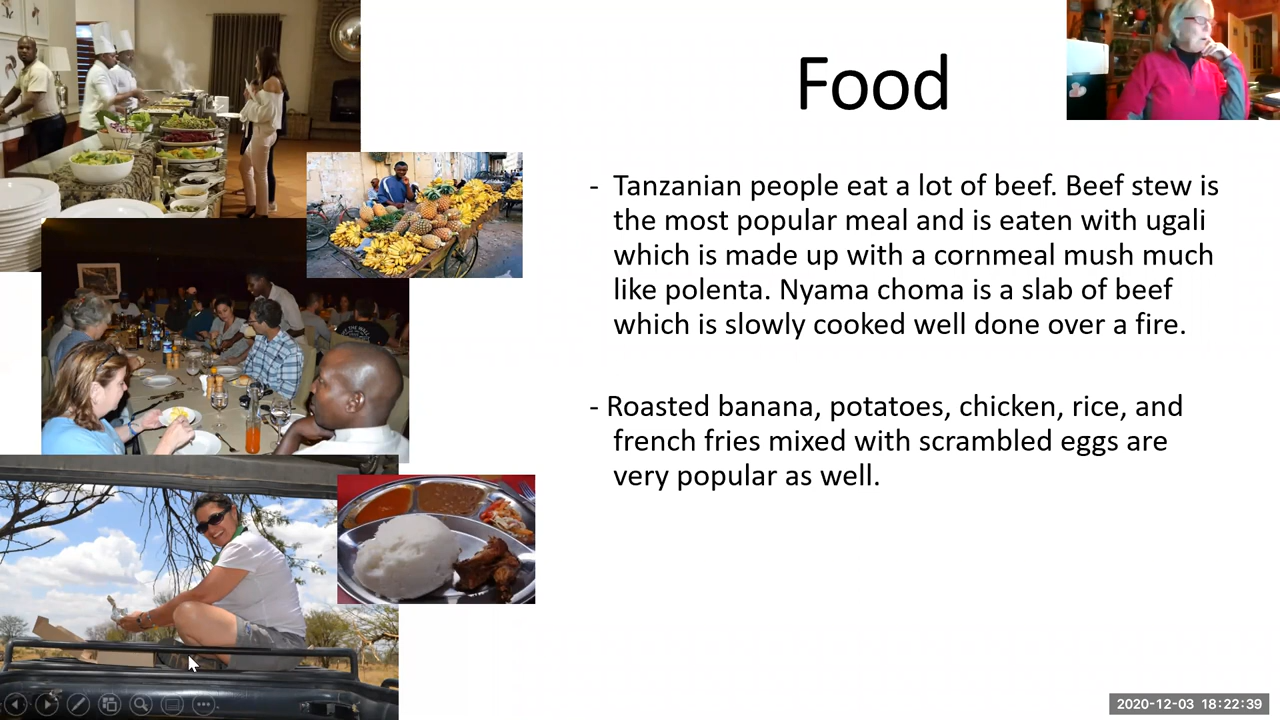 Food
- Tanzanian people eat a lot of beef. Beef stew is
the most popular meal and is eaten with ugali
which is made up with a cornmeal mush much
like polenta. Nyama choma is a slab of beef
which is slowly cooked well done over a fire.
- Roasted banana, potatoes, chicken, rice, and
french fries mixed with scrambled eggs are
very popular as well.
2020-12-03 18:22:39